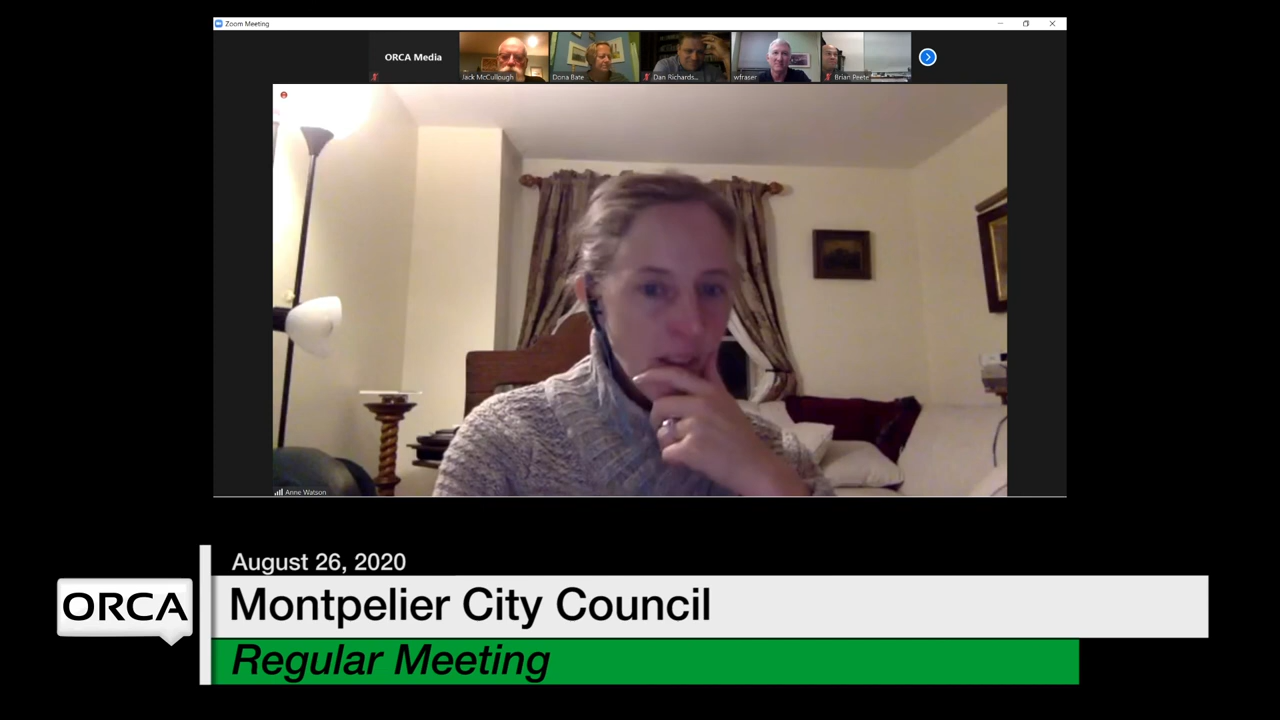 Zoom Meeting
ORCA Media
Jack McCullough
Dona Bate
Dan Richards...
wfraser
Brian Peete
Anne Watson
August 26, 2020
ORCA
Montpelier City Council
Regular Meeting